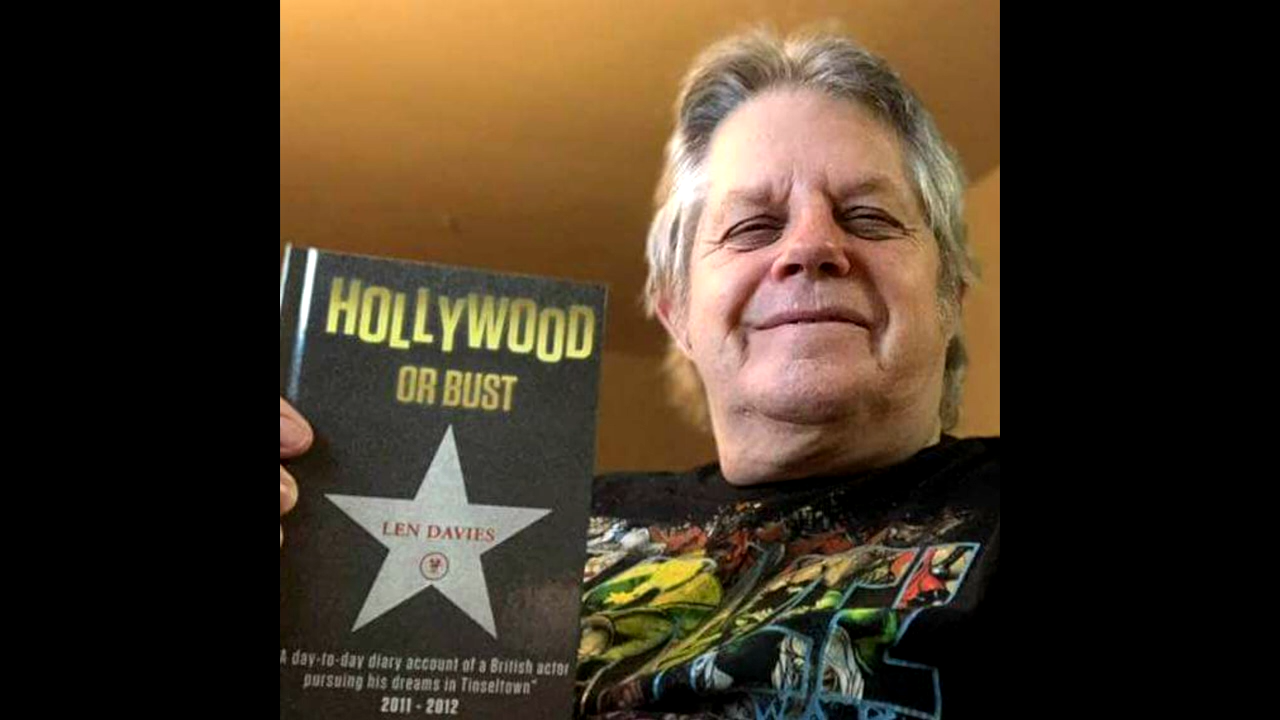 HOLLYWOOD
OR BUST
LEN DAVIES
A day-to-day diary account of a British actor
pursuing his dreams in Tinseltown"
2011 - 2012